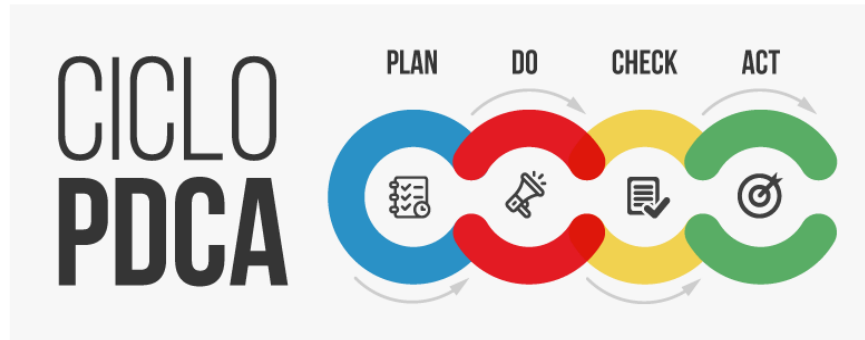 CICLO
PDCA
PLAN
DO
CHECK
ACT